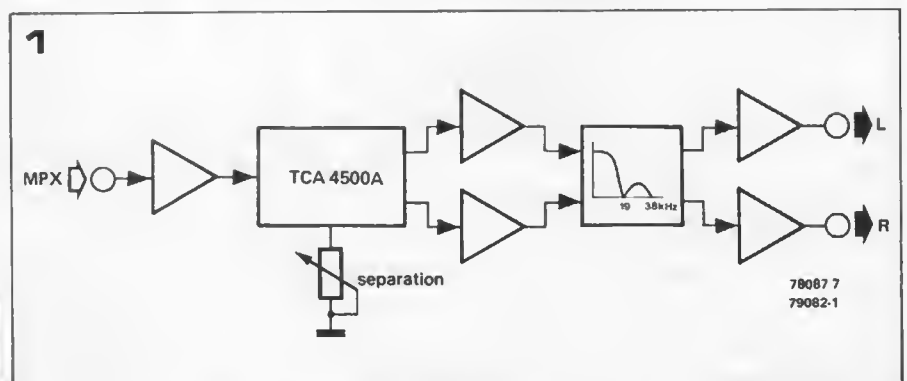 1
MPX
TCA 4500A
19 38kHz
L
R
separation
78087 7
79082-1